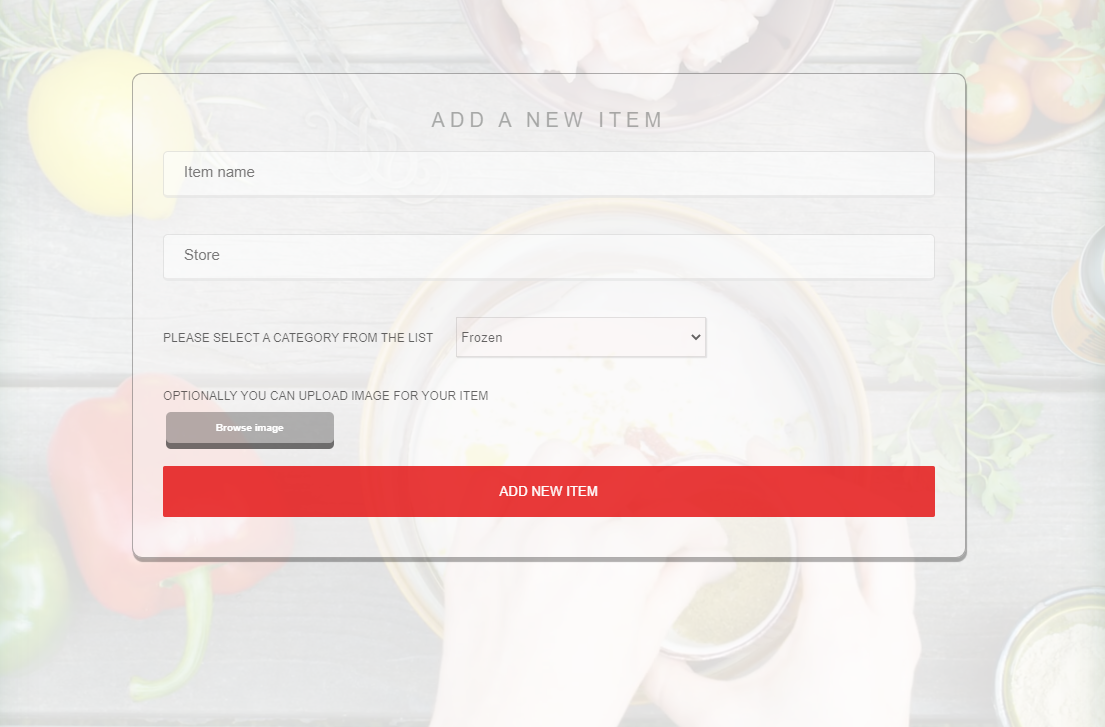 ADD A NEW ITEM
Item name
Store
PLEASE SELECT A CATEGORY FROM THE LIST Frozen
OPTIONALLY YOU CAN UPLOAD IMAGE FOR YOUR ITEM
Browse image
ADD NEW ITEM